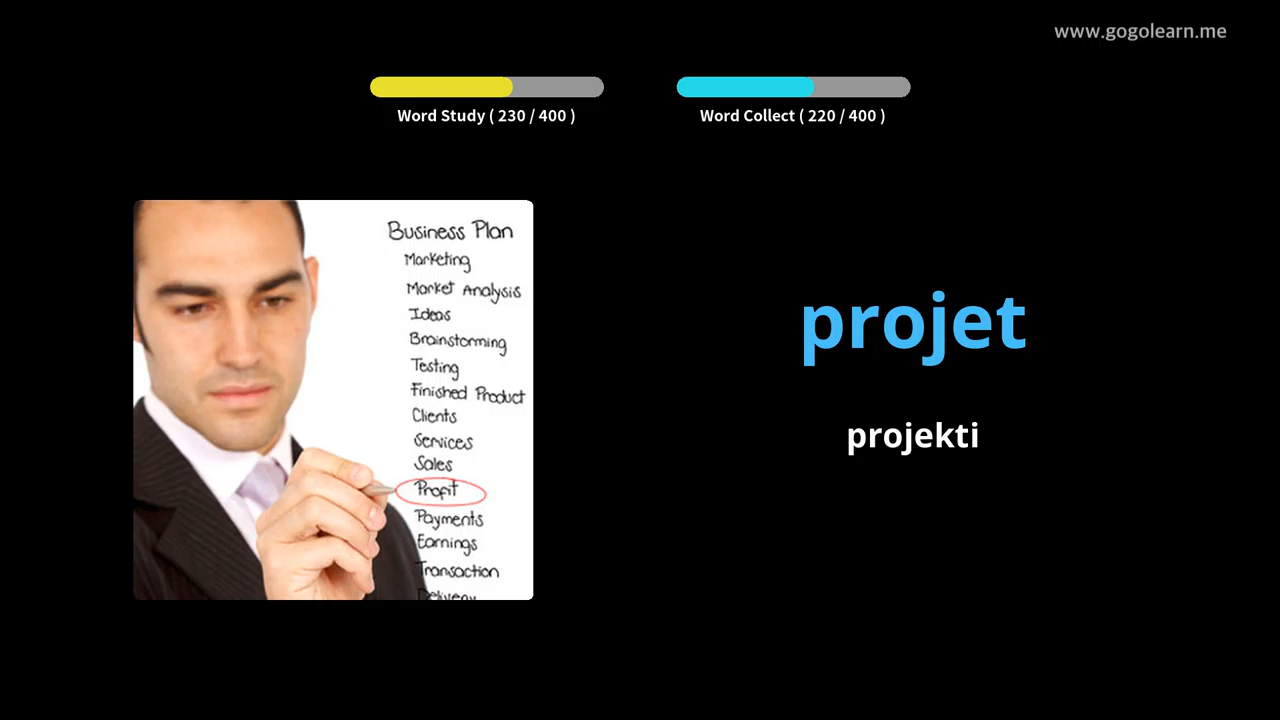 www.gogolearn.me
Word Study ( 230 / 400 )
Word Collect ( 220 / 400 )
Business Plan
Marketing
Market Analysis
Ideas
Brainstorming
Testing
Finished Product
Clients
Services
Sales
Profit
Payments
Earnings
Transaction
Delivery
projet
projekti